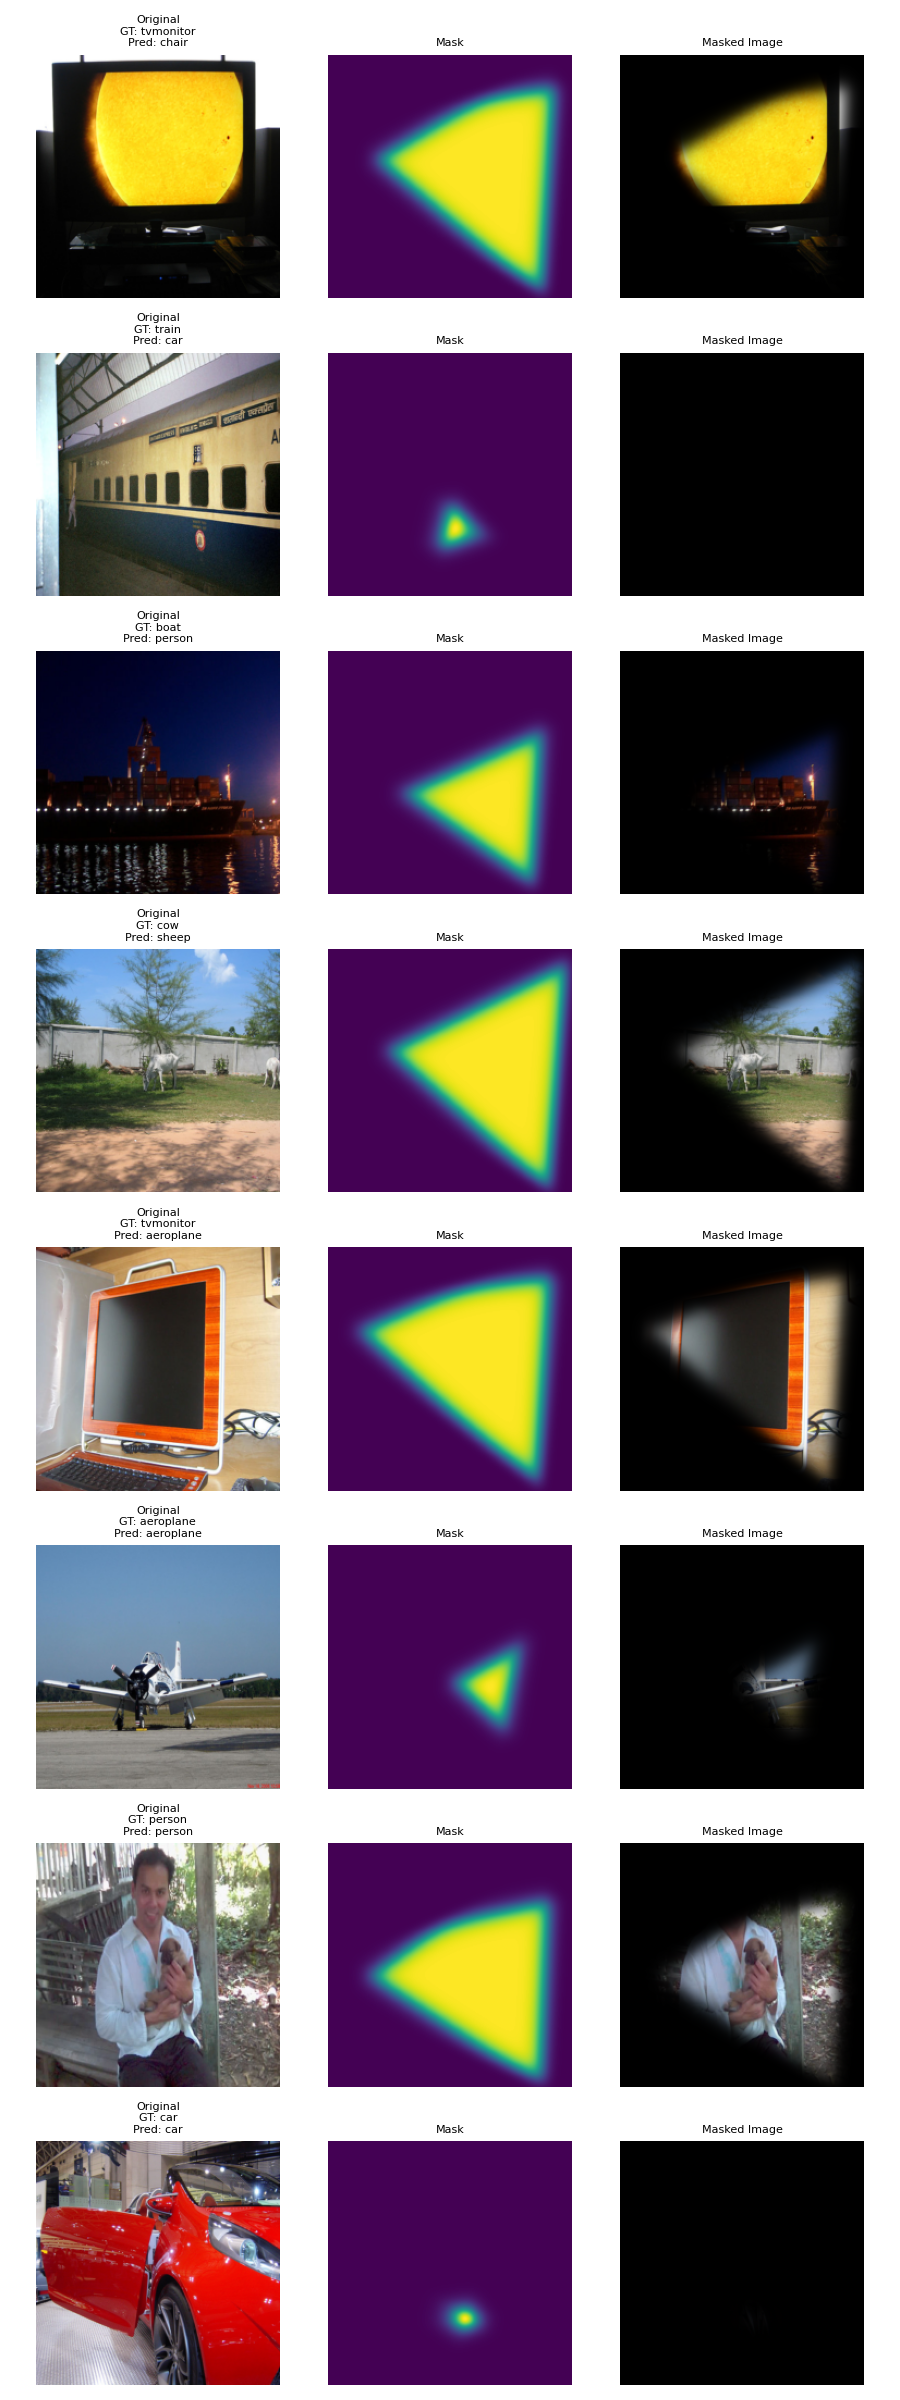 Original
GT: tvmonitor
Pred: chair
Mask
Masked Image
Original
GT: train
Pred: car
Mask
Masked Image
Original
GT: boat
Pred: person
Mask
Masked Image
Original
GT: cow
Pred: sheep
Mask
Masked Image
Original
GT: tvmonitor
Pred: aeroplane
Mask
Masked Image
Original
GT: aeroplane
Pred: aeroplane
Mask
Masked Image
Original
GT: person
Pred: person
Mask
Masked Image
Original
GT: car
Pred: car
Mask
Masked Image